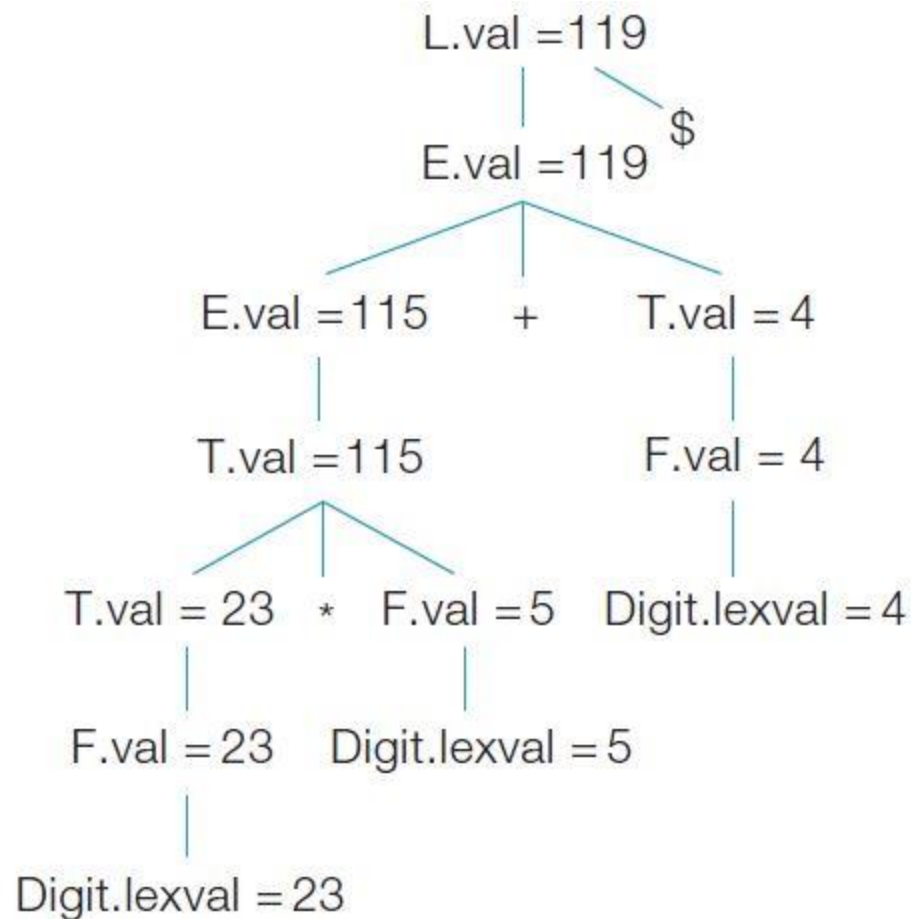 L.val =119
$
E.val =119
E.val =115 + T.val = 4
T.val =115 F.val = 4
T.val = 23 * F.val =5 Digit.lexval =4
F.val =23 Digit.lexval =5
Digit.lexval =23